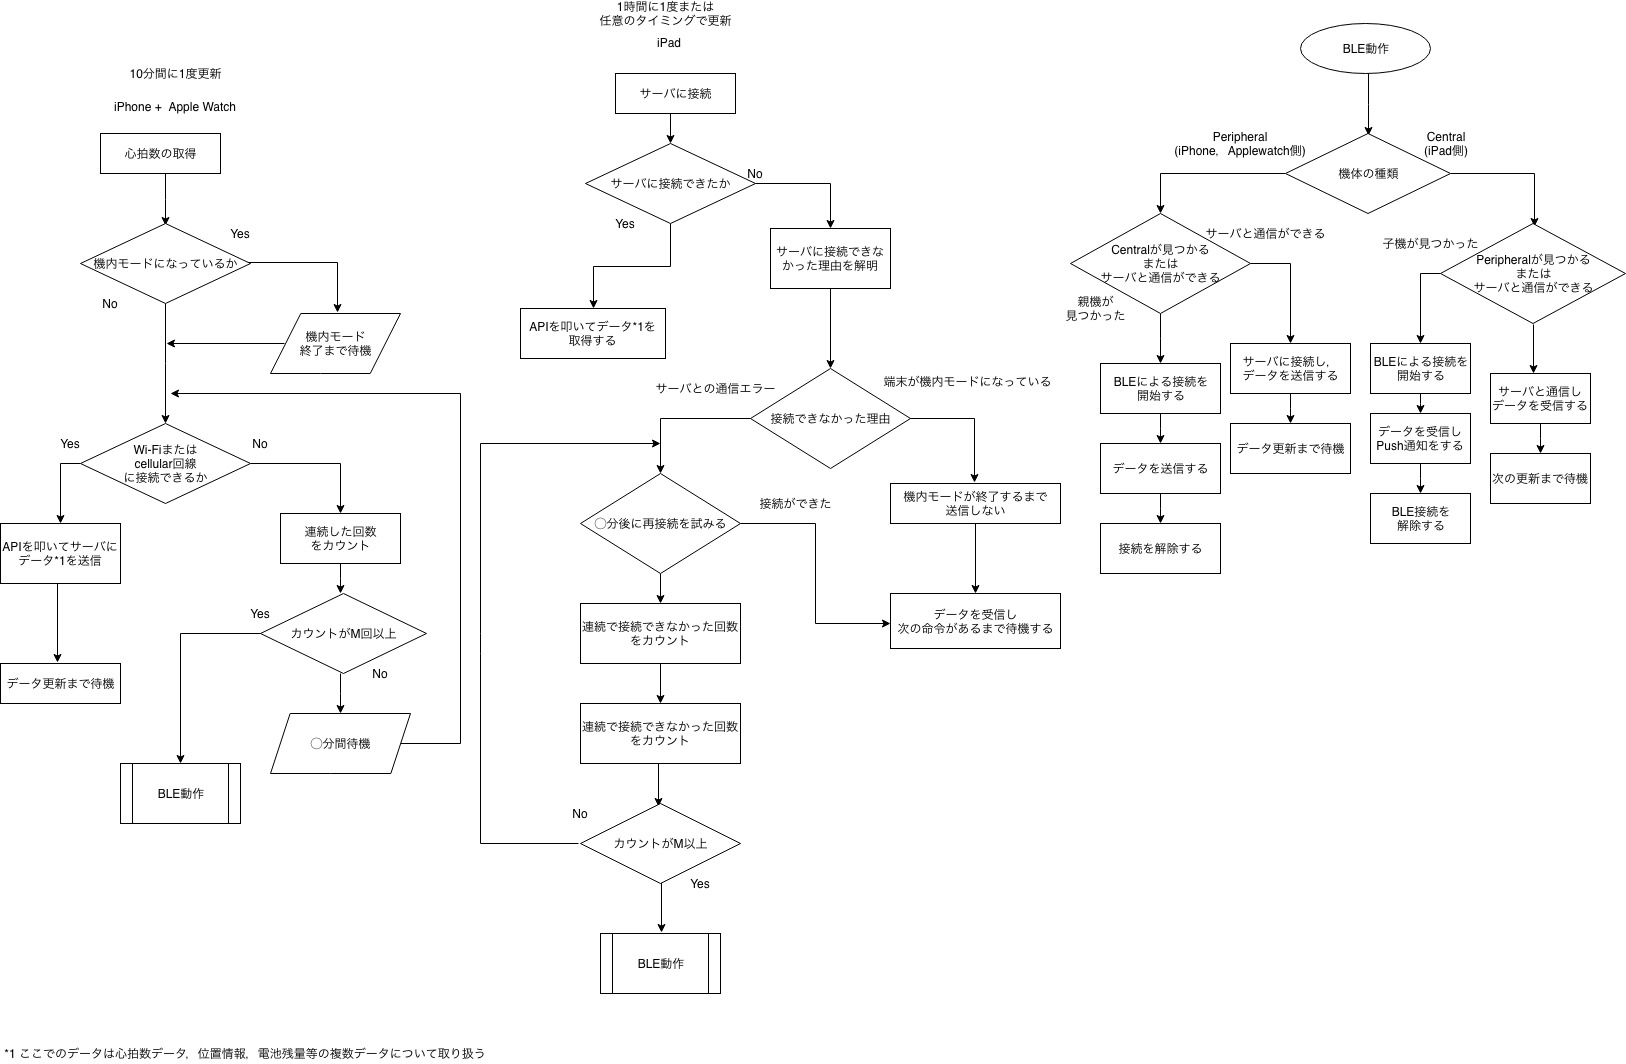 10分間に1度更新
iPhone + Apple Watch
心拍数の取得
機内モードになっているか
Yes
No
機内モード
終了まで待機
Wi-Fiまたは
cellular回線
に接続できるか
Yes
No
APIを叩いてサーバに
データ*1を送信
データ更新まで待機
連続した回数
をカウント
カウントがM回以上
Yes
No
〇分間待機
BLE動作
1時間に1度または
任意のタイミングで更新
iPad
サーバに接続
サーバに接続できたか
No
Yes
APIを叩いてデータ*1を
取得する
サーバに接続できな
かった理由を解明
接続できなかった理由
サーバとの通信エラー
端末が機内モードになっている
〇分後に再接続を試みる
接続ができた
機内モードが終了するまで
送信しない
データを受信し
次の命令があるまで待機する
連続で接続できなかった回数
をカウント
連続で接続できなかった回数
をカウント
カウントがM以上
No
Yes
BLE動作
BLE動作
機体の種類
Peripheral
(iPhone，Applewatch側)
Central
(iPad側)
Centralが見つかる
または
サーバと通信ができる
サーバと通信ができる
親機が
見つかった
BLEによる接続を
開始する
データを送信する
接続を解除する
サーバに接続し，
データを送信する
データ更新まで待機
Peripheralが見つかる
または
サーバと通信ができる
子機が見つかった
BLEによる接続を
開始する
データを受信し
Push通知をする
BLE接続を
解除する
サーバと通信し
データを受信する
次の更新まで待機
*1 ここでのデータは心拍数データ，位置情報，電池残量等の複数データについて取り扱う